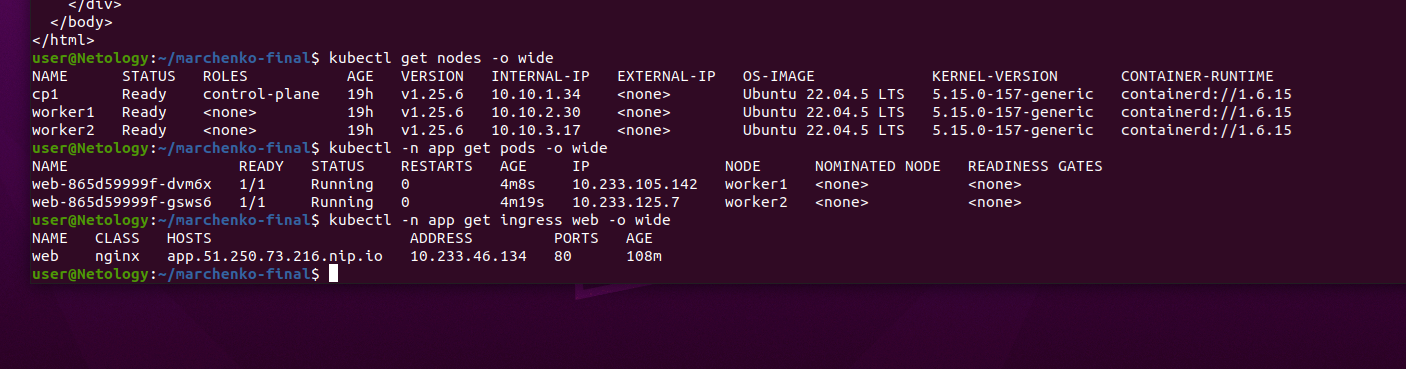 </div>
  </body>
</html>
user@Netology:~/marchenko-final$ kubectl get nodes -o wide
NAME      STATUS   ROLES           AGE   VERSION   INTERNAL-IP   EXTERNAL-IP   OS-IMAGE             KERNEL-VERSION       CONTAINER-RUNTIME
cp1       Ready    control-plane   19h   v1.25.6   10.10.1.34    <none>        Ubuntu 22.04.5 LTS   5.15.0-157-generic   containerd://1.6.15
worker1   Ready    <none>          19h   v1.25.6   10.10.2.30    <none>        Ubuntu 22.04.5 LTS   5.15.0-157-generic   containerd://1.6.15
worker2   Ready    <none>          19h   v1.25.6   10.10.3.17    <none>        Ubuntu 22.04.5 LTS   5.15.0-157-generic   containerd://1.6.15
user@Netology:~/marchenko-final$ kubectl -n app get pods -o wide
NAME                   READY   STATUS    RESTARTS   AGE     IP               NODE      NOMINATED NODE   READINESS GATES
web-865d59999f-dvm6x   1/1     Running   0          4m8s    10.233.105.142   worker1   <none>           <none>
web-865d59999f-gsws6   1/1     Running   0          4m19s   10.233.125.7     worker2   <none>           <none>
user@Netology:~/marchenko-final$ kubectl -n app get ingress web -o wide
NAME   CLASS   HOSTS                      ADDRESS         PORTS   AGE
web    nginx   app.51.250.73.216.nip.io   10.233.46.134   80      108m
user@Netology:~/marchenko-final$